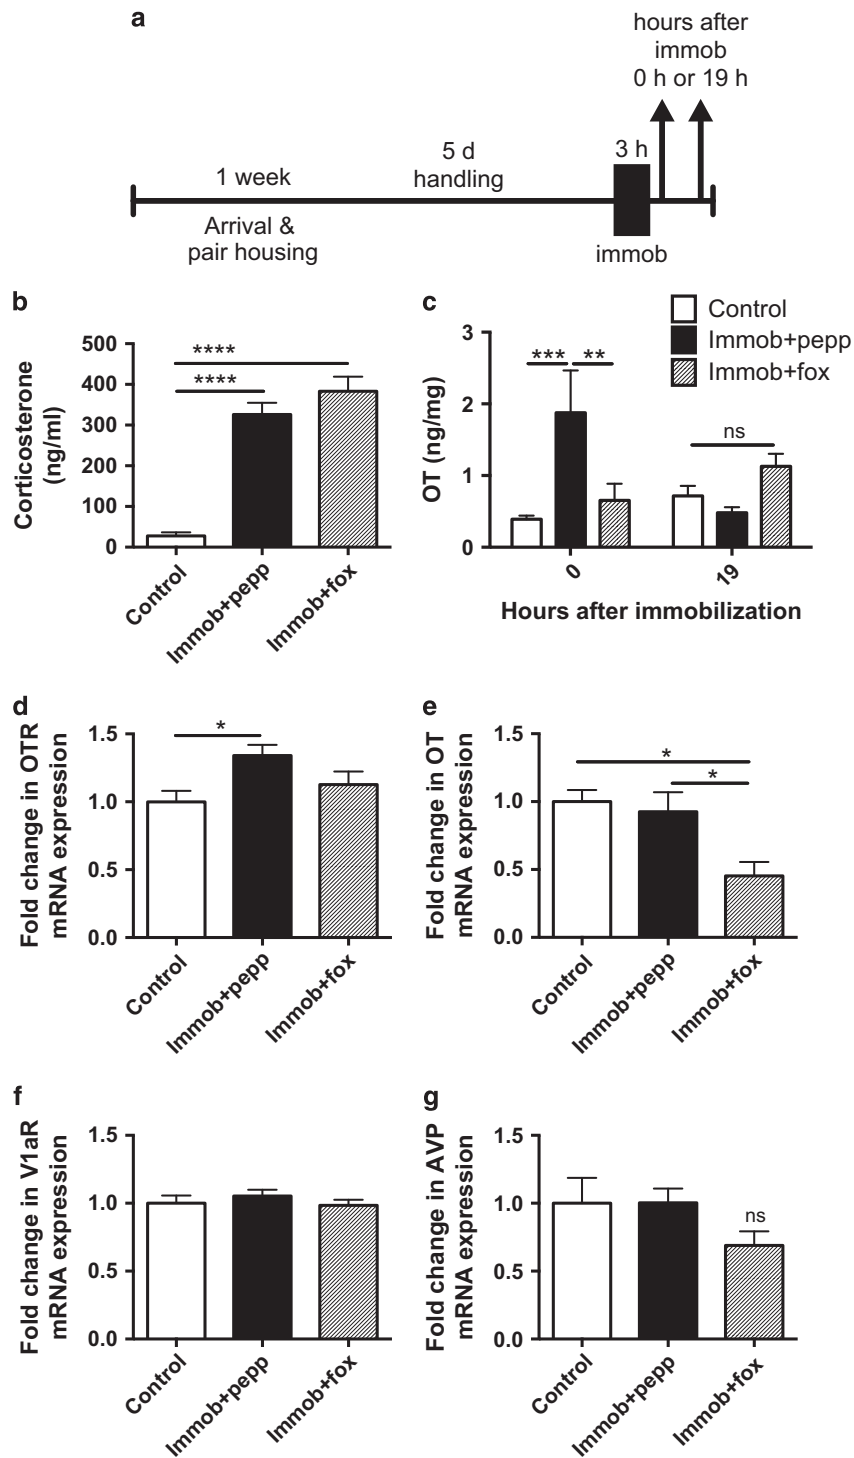 a
hours after
immob
0 h or 19 h
5 d
handling
3 h
1 week
Arrival &
pair housing
immob
b
Corticosterone
(ng/ml)
500
400
300
200
100
0
****
****
Control
Immob+pepp
Immob+fox
c
Control
Immob+pepp
Immob+fox
OT (ng/mg)
3
2
1
0
***
**
ns
0
19
Hours after immobilization
d
Fold change in OTR
mRNA expression
1.5
1.0
0.5
0.0
*
Control
Immob+pepp
Immob+fox
e
Fold change in OT
mRNA expression
1.5
1.0
0.5
0.0
*
*
Control
Immob+pepp
Immob+fox
f
Fold change in V1aR
mRNA expression
1.5
1.0
0.5
0.0
Control
Immob+pepp
Immob+fox
g
Fold change in AVP
mRNA expression
1.5
1.0
0.5
0.0
ns
Control
Immob+pepp
Immob+fox